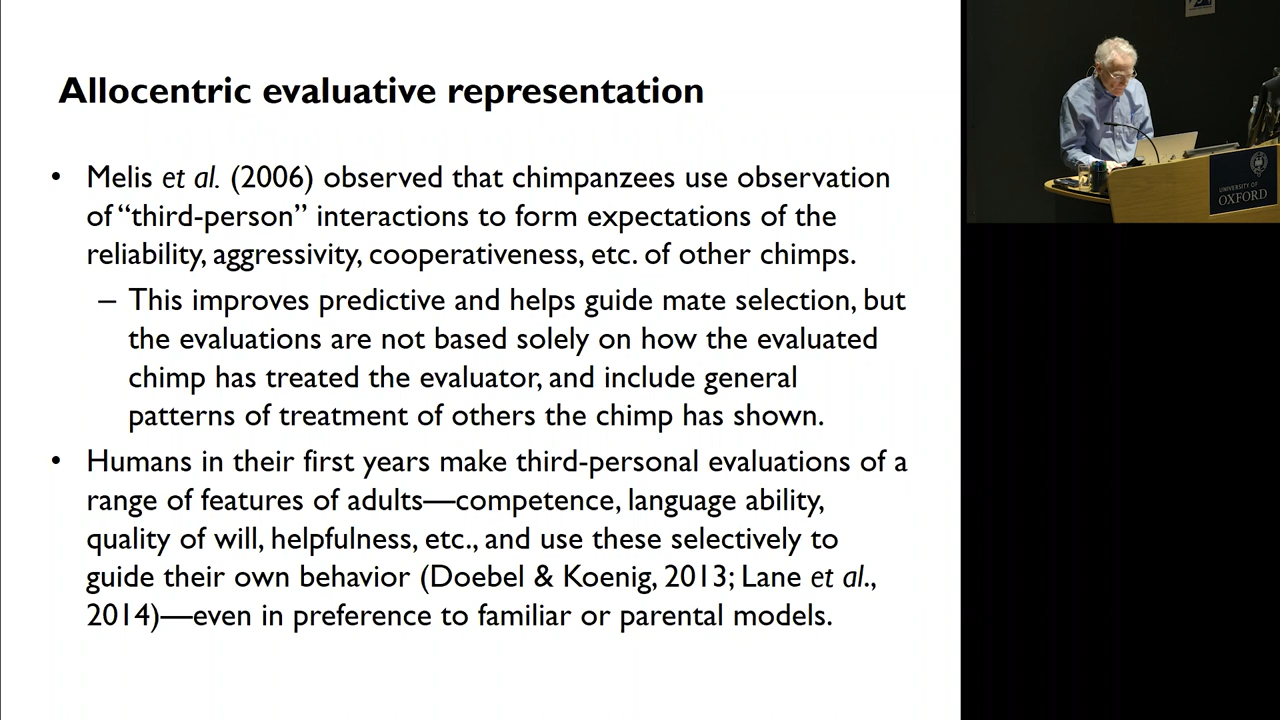 Allocentric evaluative representation
• Melis et al. (2006) observed that chimpanzees use observation
of “third-person” interactions to form expectations of the
reliability, aggressivity, cooperativeness, etc. of other chimps.
– This improves predictive and helps guide mate selection, but
the evaluations are not based solely on how the evaluated
chimp has treated the evaluator, and include general
patterns of treatment of others the chimp has shown.
• Humans in their first years make third-personal evaluations of a
range of features of adults—competence, language ability,
quality of will, helpfulness, etc., and use these selectively to
guide their own behavior (Doebel & Koenig, 2013; Lane et al.,
2014)—even in preference to familiar or parental models.
UNIVERSITY OF
OXFORD